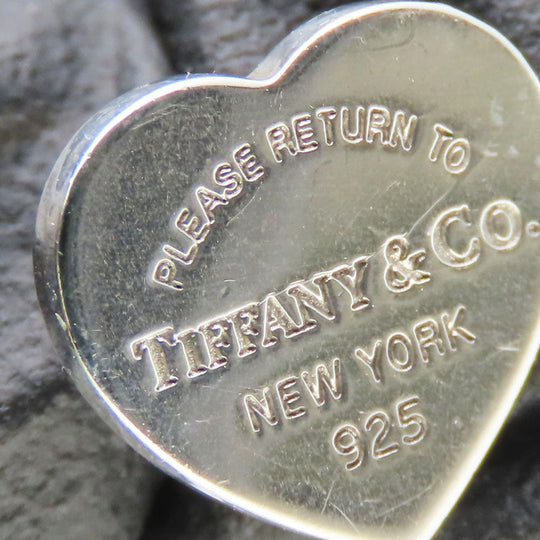 PLEASE RETURN TO
TIFFANY & CO.
NEW YORK
925